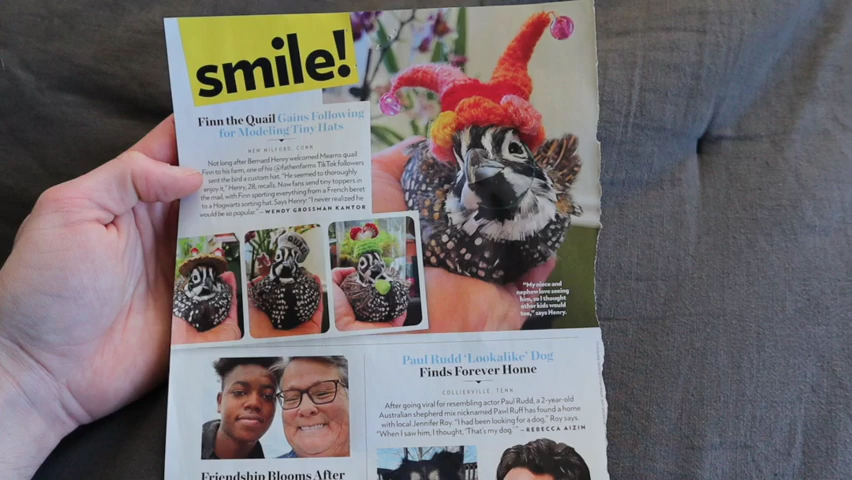 smile!
Finn the Quail Gains Following
for Modeling Tiny Hats
NEW MILFORD, CONN.
Not long after Bernard Henry welcomed Mearns quail
Finn to his farm, one of his @fathenfarms TikTok followers
sent the bird a custom hat. "He seemed to thoroughly
enjoy it," Henry, 28, recalls. Now fans send tiny toppers in
the mail, with Finn sporting everything from a French beret
to a Hogwarts sorting hat. Says Henry: "I never realized he
would be so popular." –WENDY GROSSMAN KANTOR
"My niece and
nephew love seeing
him, so I thought
other kids would
too," says Henry.
Paul Rudd 'Lookalike' Dog
Finds Forever Home
COLLIERVILLE, TENN.
After going viral for resembling actor Paul Rudd, a 2-year-old
Australian shepherd mix nicknamed Pawl Ruff has found a home
with local Jennifer Roy. "I had been looking for a dog," Roy says.
"When I saw him, I thought, 'That's my dog.'" –REBECCA AIZIN
Friendship Blooms After